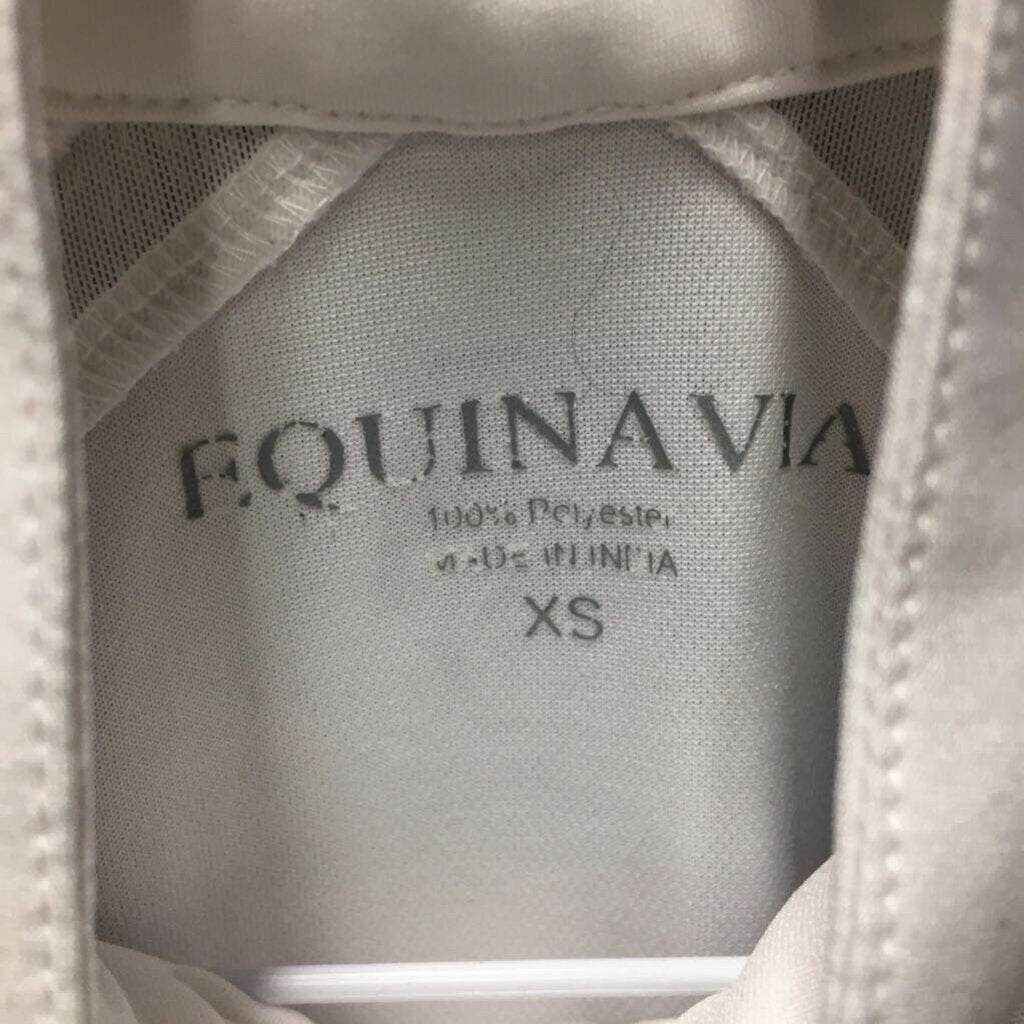 EQUINAVIA
100% Polyester
MADE IN INDIA
XS